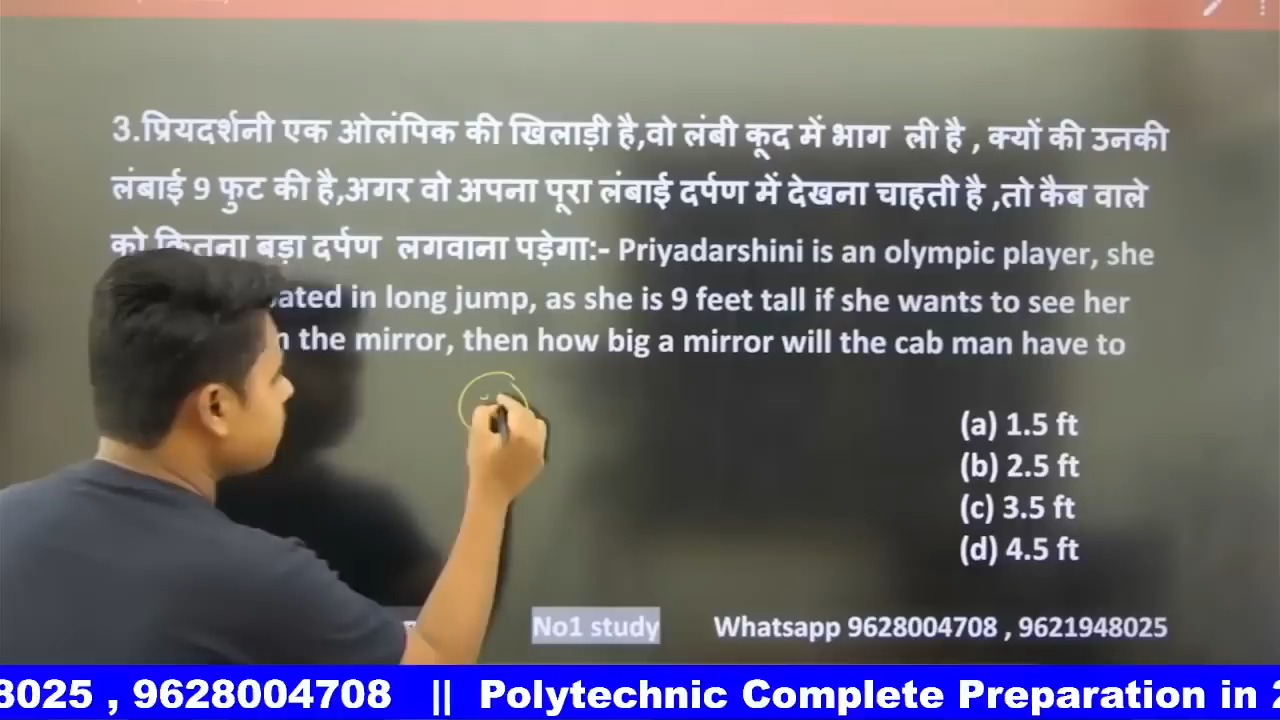 3.प्रियदर्शनी एक ओलंपिक की खिलाड़ी है,वो लंबी कूद में भाग ली है , क्यों की उनकी
लंबाई 9 फुट की है,अगर वो अपना पूरा लंबाई दर्पण में देखना चाहती है ,तो कैब वाले
को कितना बड़ा दर्पण लगवाना पड़ेगा:- Priyadarshini is an olympic player, she
in long jump, as she is 9 feet tall if she wants to see her
the mirror, then how big a mirror will the cab man have to
(a) 1.5 ft
(b) 2.5 ft
(c) 3.5 ft
(d) 4.5 ft
No1 study Whatsapp 9628004708 , 9621948025
8025 , 9628004708 || Polytechnic Complete Preparation in